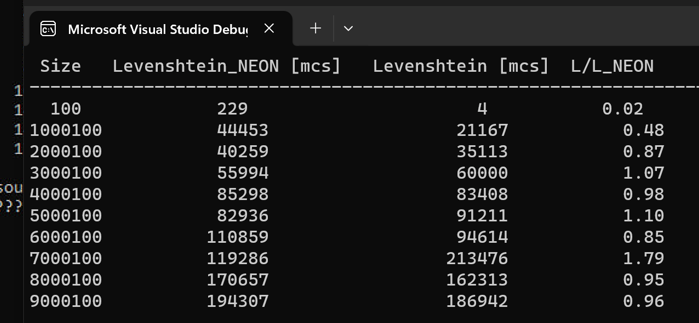 Microsoft Visual Studio Debu
Size Levenshtein_NEON [mcs] Levenshtein [mcs] L/L_NEON
100 229 4 0.02
1000100 44453 21167 0.48
2000100 40259 35113 0.87
3000100 55994 60000 1.07
4000100 85298 83408 0.98
5000100 82936 91211 1.10
6000100 110859 94614 0.85
7000100 119286 213476 1.79
8000100 170657 162313 0.95
9000100 194307 186942 0.96
1
1
1
1
sou
???